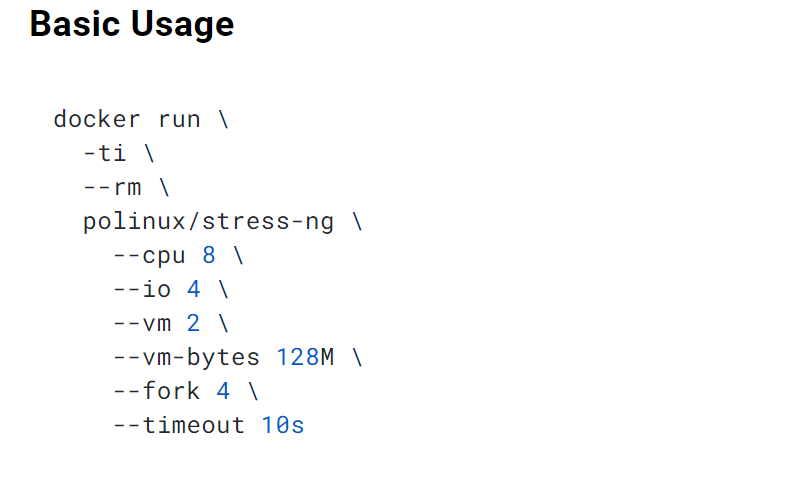 Basic Usage
docker run \
-ti \
--rm \
polinux/stress-ng \
--cpu 8 \
--io 4 \
--vm 2 \
--vm-bytes 128M \
--fork 4 \
--timeout 10s